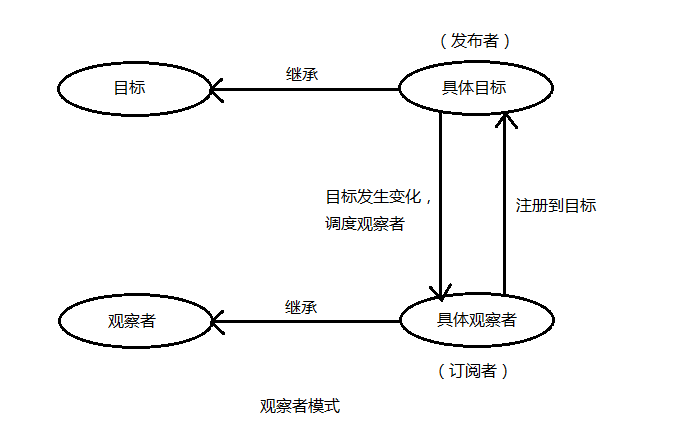 （发布者）
目标
继承
具体目标
目标发生变化，
调度观察者
注册到目标
观察者
继承
具体观察者
（订阅者）
观察者模式